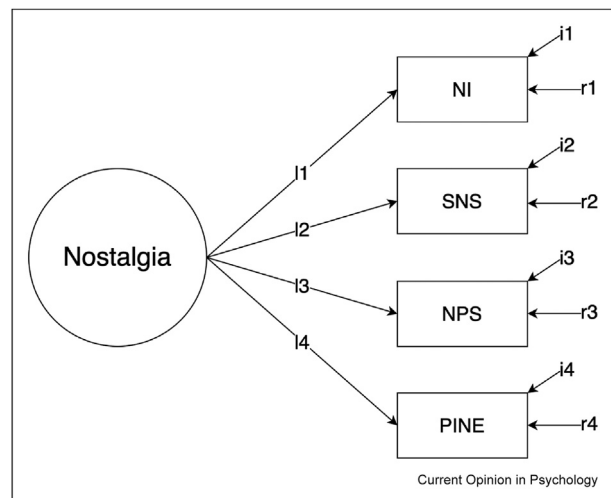 i1
NI
r1
l1
i2
SNS
r2
l2
Nostalgia
i3
l3
NPS
r3
l4
i4
PINE
r4
Current Opinion in Psychology